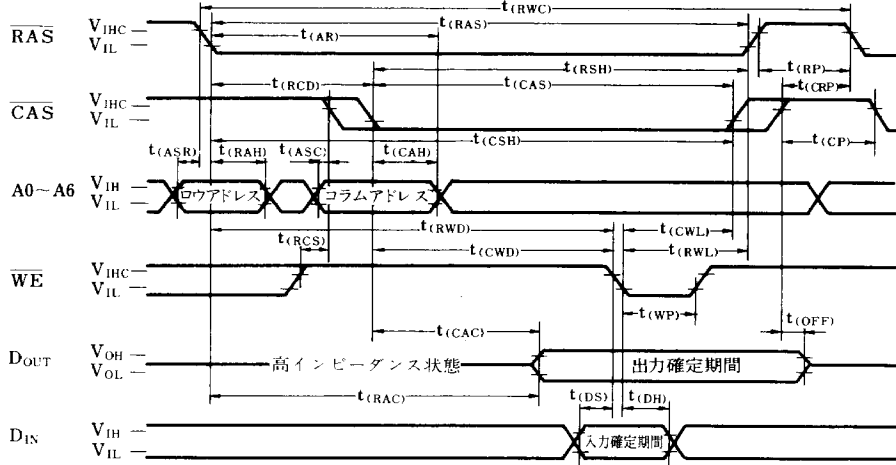 t(RWC)
RAS VIHC VIL
t(AR) t(RAS)
t(RCD) t(RSH) t(RP)
CAS VIHC VIL
t(CAS) t(CRP)
t(CSH) t(CP)
t(ASR) t(RAH) t(ASC) t(CAH)
A0~A6 VIH VIL
ロウアドレス コラムアドレス
t(RWD) t(CWL)
t(RCS) t(CWD) t(RWL)
WE VIHC VIL
t(WP)
t(CAC) t(OFF)
DOUT VOH VOL
高インピーダンス状態 出力確定期間
t(RAC) t(DS) t(DH)
DIN VIH VIL
入力確定期間